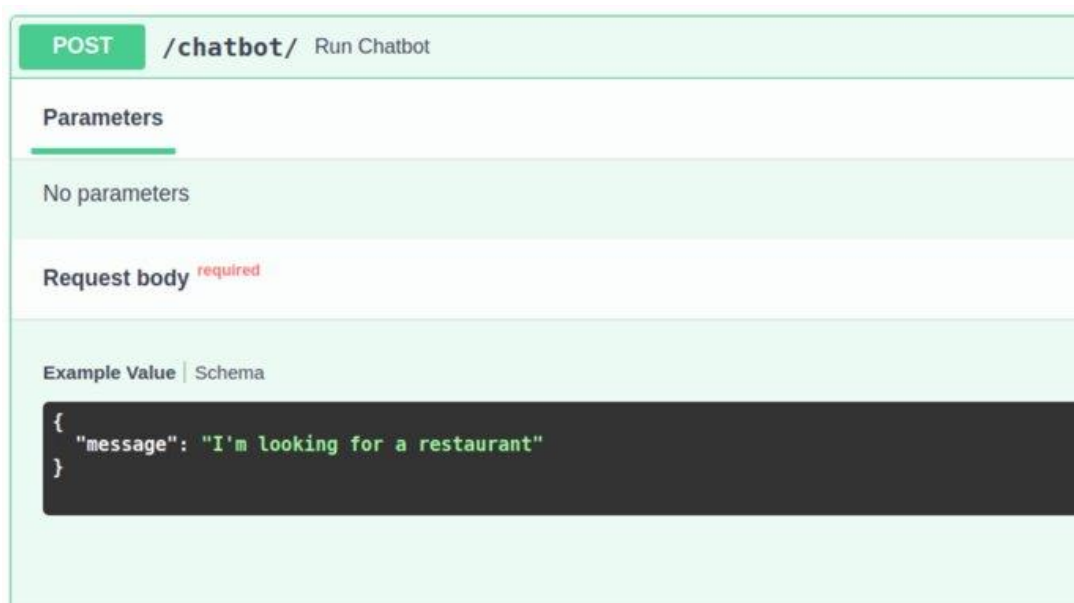 POST /chatbot/ Run Chatbot
Parameters
No parameters
Request body required
Example Value | Schema
{
  "message": "I'm looking for a restaurant"
}